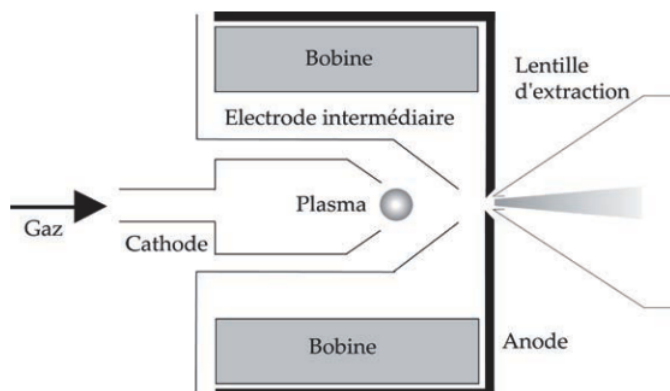 Bobine
Lentille
d'extraction
Electrode intermédiaire
Plasma
Gaz
Cathode
Anode
Bobine